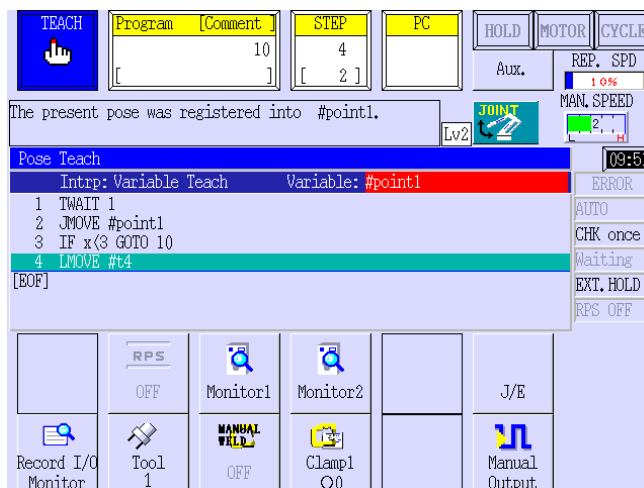 TEACH
Program [Comment ]
10
[ ]
STEP
4
[ 2 ]
PC
HOLD MOTOR CYCLE
Aux.
REP. SPD
10%
MAN. SPEED
2
L H
The present pose was registered into #point1.
Lv2
JOINT
Pose Teach
09:5
Intrp: Variable Teach Variable: #point1
1 TWAIT 1
2 JMOVE #point1
3 IF x<3 GOTO 10
4 LMOVE #t4
[EOF]
ERROR
AUTO
CHK once
Waiting
EXT. HOLD
RPS OFF
RPS
OFF
Monitor1
Monitor2
J/E
Record I/O
Monitor
Tool
1
MANUAL
WELD
OFF
Clamp1
O0
Manual
Output